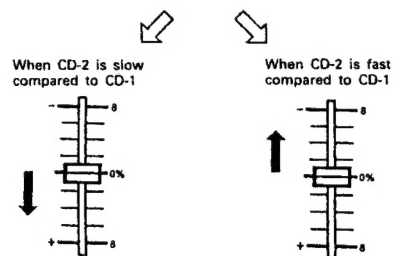 When CD-2 is slow
compared to CD-1
- 8
0%
+ 8
When CD-2 is fast
compared to CD-1
- 8
0%
+ 8